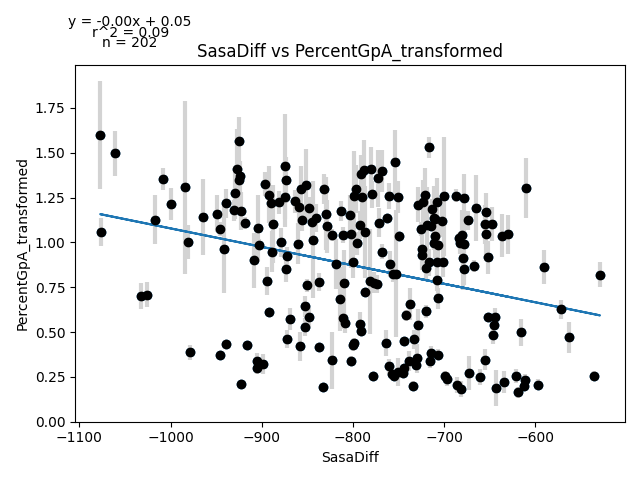 y = -0.00x + 0.05
r^2 = 0.09
n = 202
SasaDiff vs PercentGpA_transformed
PercentGpA_transformed
1.75
1.50
1.25
1.00
0.75
0.50
0.25
0.00
−1100 −1000 −900 −800 −700 −600
SasaDiff